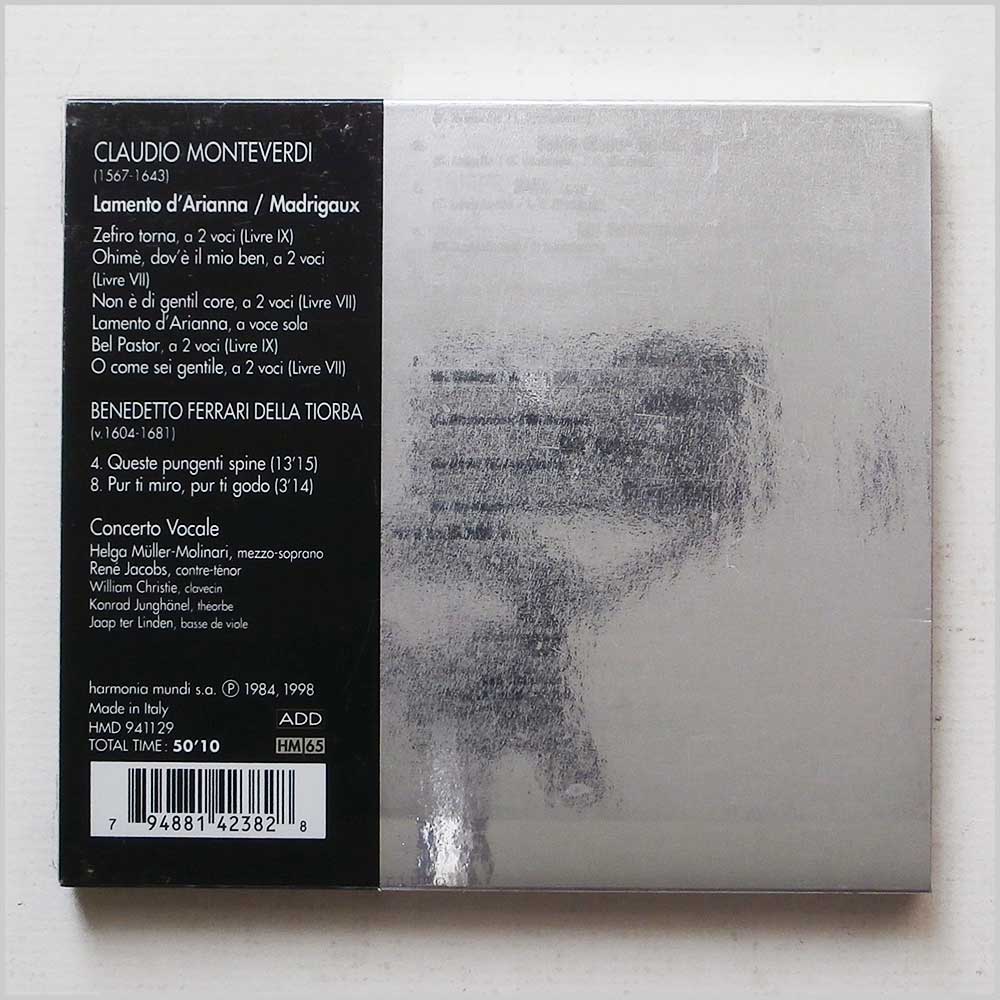 CLAUDIO MONTEVERDI
(1567-1643)
Lamento d'Arianna / Madrigaux
Zefiro torna, a 2 voci (Livre IX)
Ohimè, dov'è il mio ben, a 2 voci
(Livre VII)
Non è di gentil core, a 2 voci (Livre VII)
Lamento d'Arianna, a voce sola
Bel Pastor, a 2 voci (Livre IX)
O come sei gentile, a 2 voci (Livre VII)
BENEDETTO FERRARI DELLA TIORBA
(v.1604-1681)
4. Queste pungenti spine (13'15)
8. Pur ti miro, pur ti godo (3'14)
Concerto Vocale
Helga Müller-Molinari, mezzo-soprano
René Jacobs, contre-ténor
William Christie, clavecin
Konrad Junghänel, théorbe
Jaap ter Linden, basse de viole
harmonia mundi s.a. ℗ 1984, 1998
Made in Italy
HMD 941129
ADD
TOTAL TIME: 50'10
HM 65
7 94881 42382 8